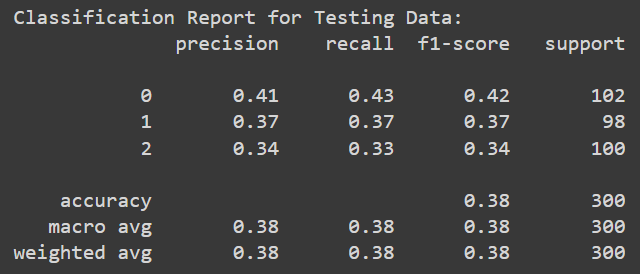 Classification Report for Testing Data:
precision recall f1-score support
0 0.41 0.43 0.42 102
1 0.37 0.37 0.37 98
2 0.34 0.33 0.34 100
accuracy 0.38 300
macro avg 0.38 0.38 0.38 300
weighted avg 0.38 0.38 0.38 300